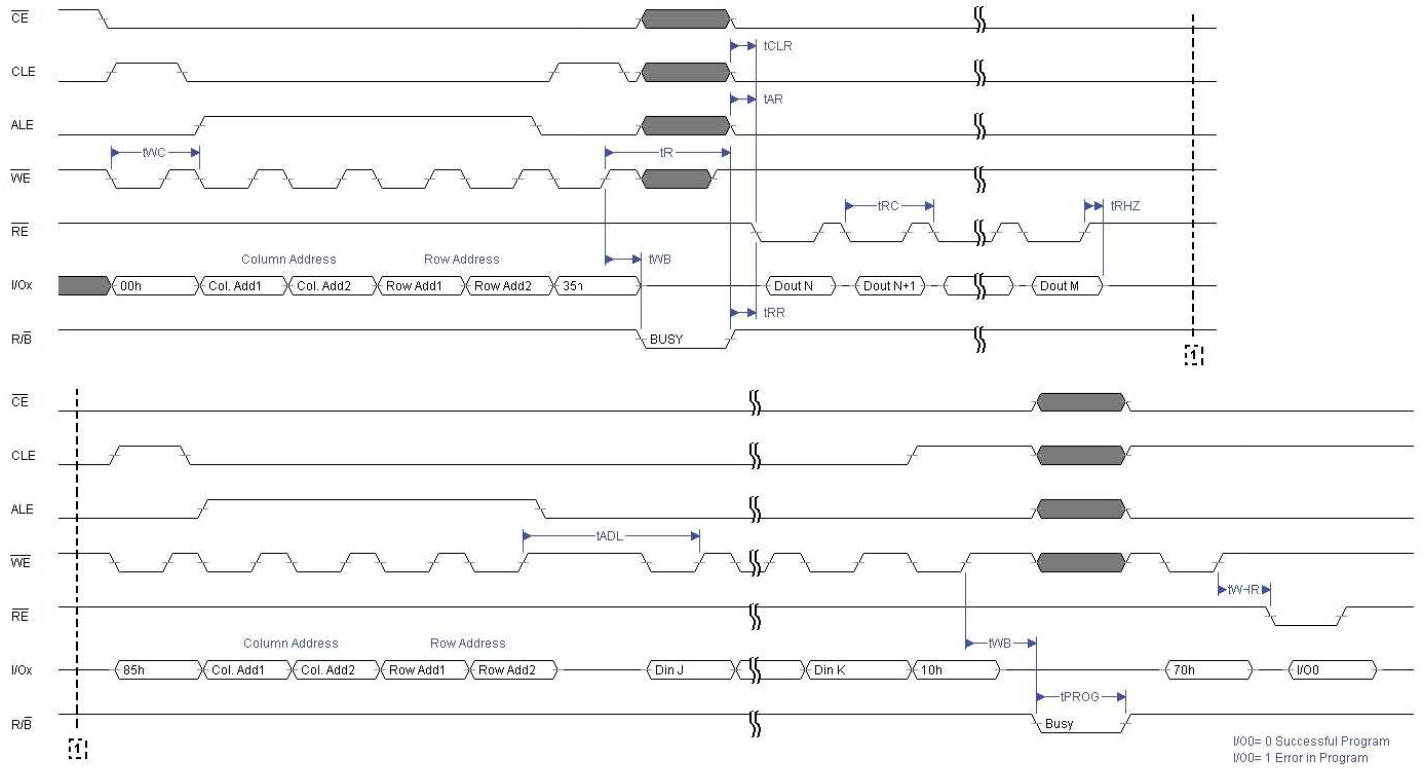 CE
tCLR
CLE
tAR
ALE
tWC
tR
WE
tRC
tRHZ
RE
Column Address
Row Address
tWB
I/Ox
00h
Col. Add1
Col. Add2
Row Add1
Row Add2
35h
Dout N
Dout N+1
Dout M
tRR
R/B
BUSY
1
CE
CLE
ALE
tADL
WE
tWHR
RE
Column Address
Row Address
tWB
I/Ox
85h
Col. Add1
Col. Add2
Row Add1
Row Add2
Din J
Din K
10h
70h
I/O0
tPROG
R/B
Busy
1
I/O0= 0 Successful Program
I/O0= 1 Error in Program